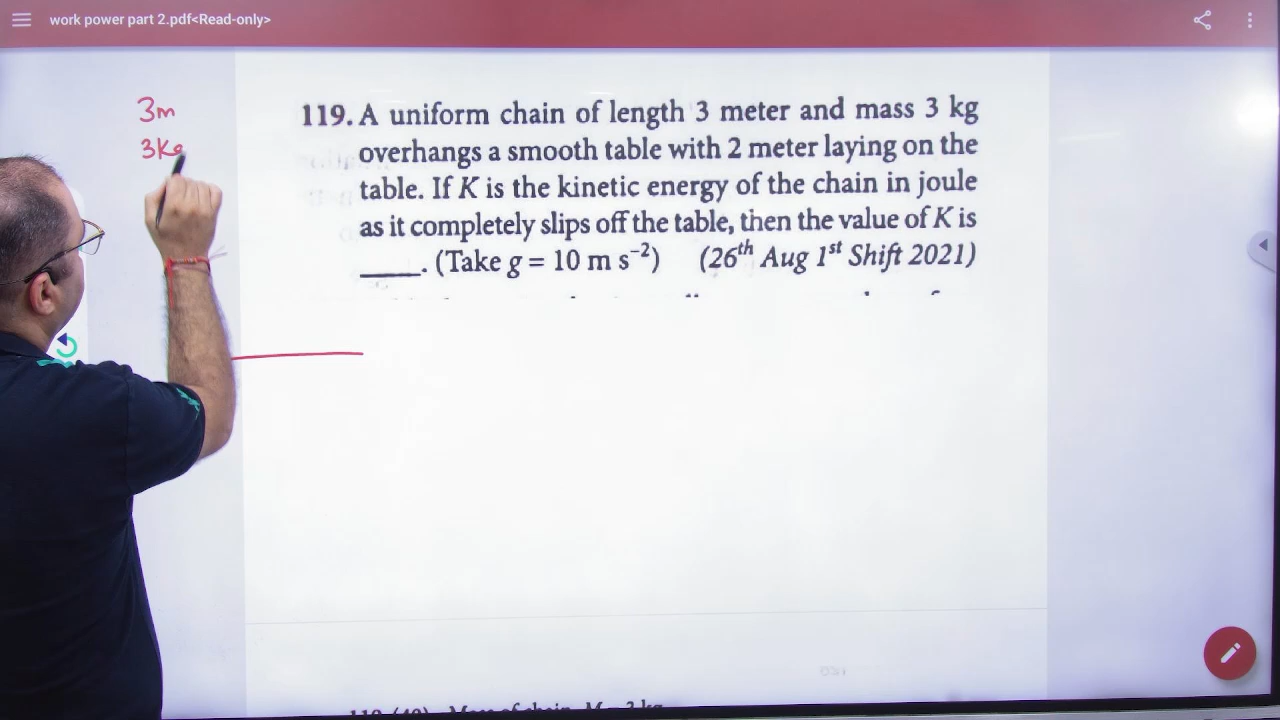 work power part 2.pdf<Read-only>
3m
3Kg
119. A uniform chain of length 3 meter and mass 3 kg
overhangs a smooth table with 2 meter laying on the
table. If K is the kinetic energy of the chain in joule
as it completely slips off the table, then the value of K is
____. (Take g = 10 m s⁻²) (26th Aug 1st Shift 2021)